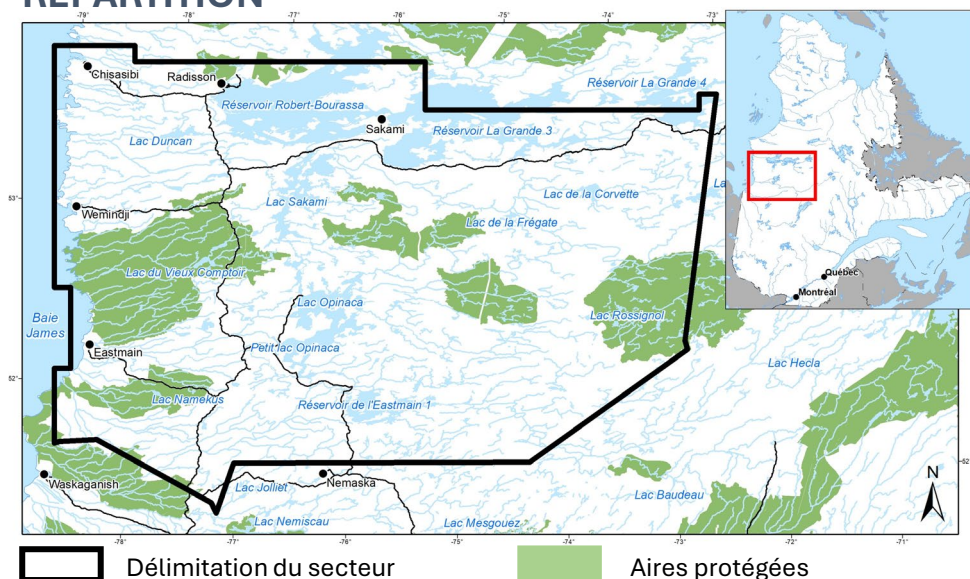 RÉPARTITION
-79° -78° -77° -76° -75° -74° -73°
Chisasibi
Radisson
Réservoir La Grande 4
Réservoir Robert-Bourassa
Sakami
Réservoir La Grande 3
Lac Duncan
53°
Lac de la Corvette
La
Lac Sakami
Wemindji
Lac de la Frégate
Lac du Vieux Comptoir
Québec
Montréal
Lac Opinaca
Baie
James
Lac Rossignol
Petit lac Opinaca
Eastmain
Lac Hecla
52°
Lac Namekus
Réservoir de l'Eastmain 1
52°
Waskaganish
Nemaska
Lac Jolliet
Lac Baudeau
N
Lac Nemiscau
Lac Mesgouez
-78° -77° -76° -75° -74° -73° -72° -71°
Délimitation du secteur
Aires protégées